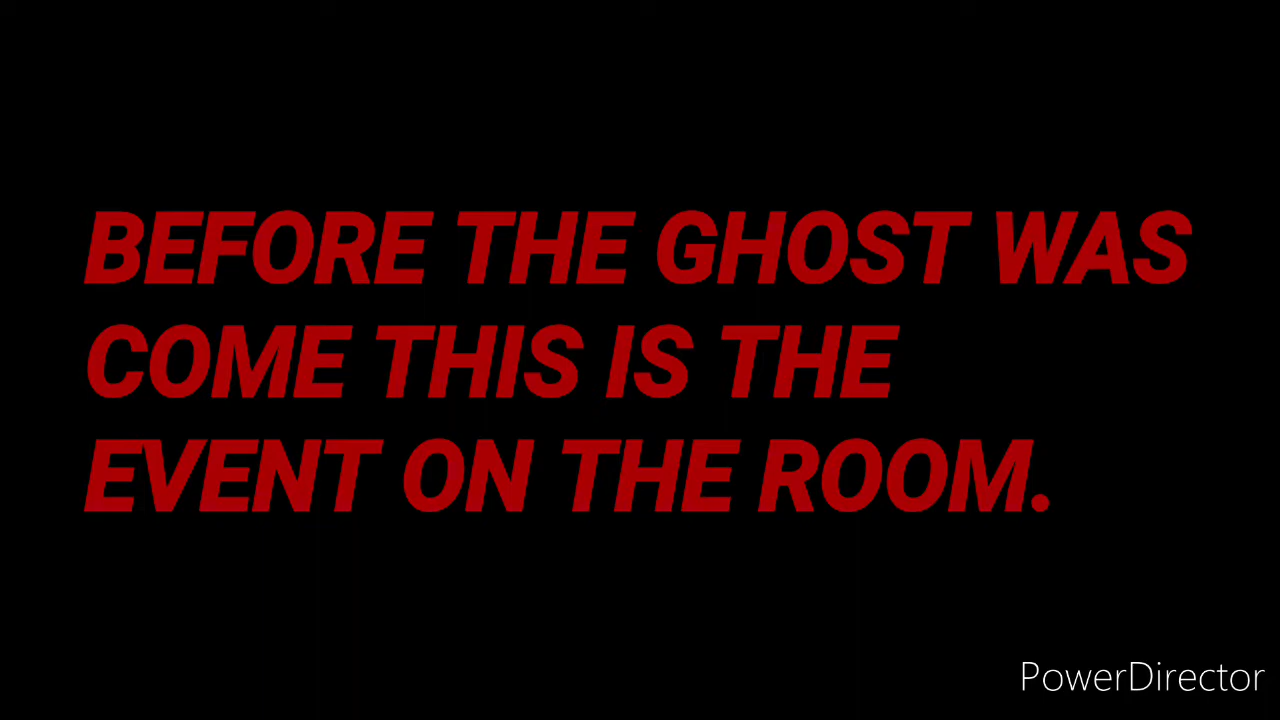 BEFORE THE GHOST WAS
COME THIS IS THE
EVENT ON THE ROOM.
PowerDirector